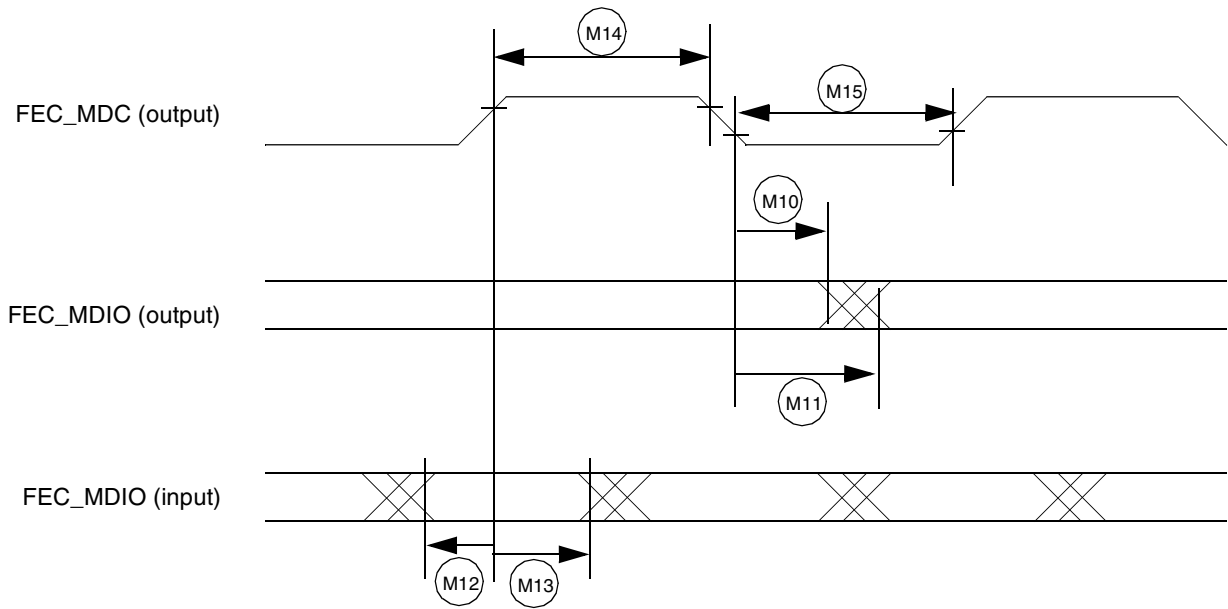 M14
FEC_MDC (output)
M15
M10
FEC_MDIO (output)
M11
FEC_MDIO (input)
M12
M13